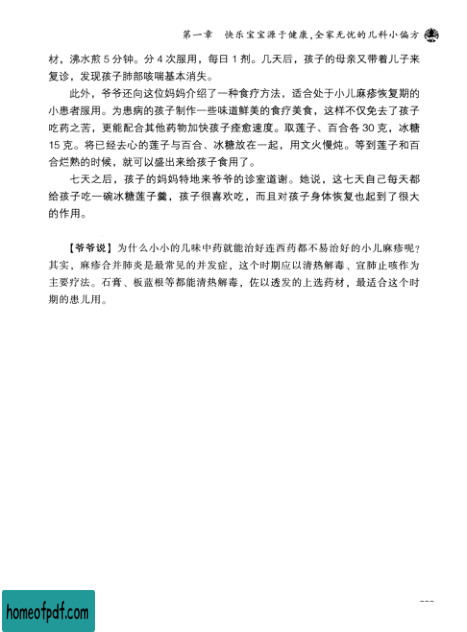 第一章　快乐宝宝源于健康,全家无忧的儿科小偏方
材，沸水煎 5 分钟。分 4 次服用，每日 1 剂。几天后，孩子的母亲又带着儿子来
复诊，发现孩子肺部咳喘基本消失。
此外，爷爷还向这位妈妈介绍了一种食疗方法，适合处于小儿麻疹恢复期的
小患者服用。为患病的孩子制作一些味道鲜美的食疗美食，这样不仅免去了孩子
吃药之苦，更能配合其他药物加快孩子痊愈速度。取莲子、百合各 30 克，冰糖
15 克。将已经去心的莲子与百合、冰糖放在一起，用文火慢炖。等到莲子和百
合烂熟的时候，就可以盛出来给孩子食用了。
七天之后，孩子的妈妈特地来爷爷的诊室道谢。她说，这七天自己每天都
给孩子吃一碗冰糖莲子羹，孩子很喜欢吃，而且对孩子身体恢复也起到了很大
的作用。
【爷爷说】为什么小小的几味中药就能治好连西药都不易治好的小儿麻疹呢？
其实，麻疹合并肺炎是最常见的并发症，这个时期应以清热解毒、宣肺止咳作为
主要疗法。石膏、板蓝根等都能清热解毒，佐以透发的上选药材，最适合这个时
期的患儿用。
homeofpdf.com